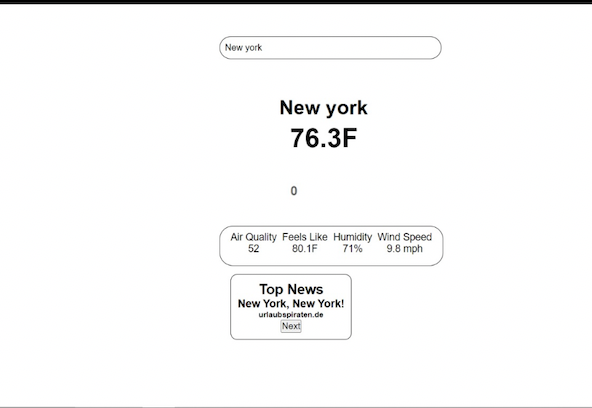 New york
New york
76.3F
0
Air Quality Feels Like Humidity Wind Speed
52 80.1F 71% 9.8 mph
Top News
New York, New York!
urlaubspiraten.de
Next